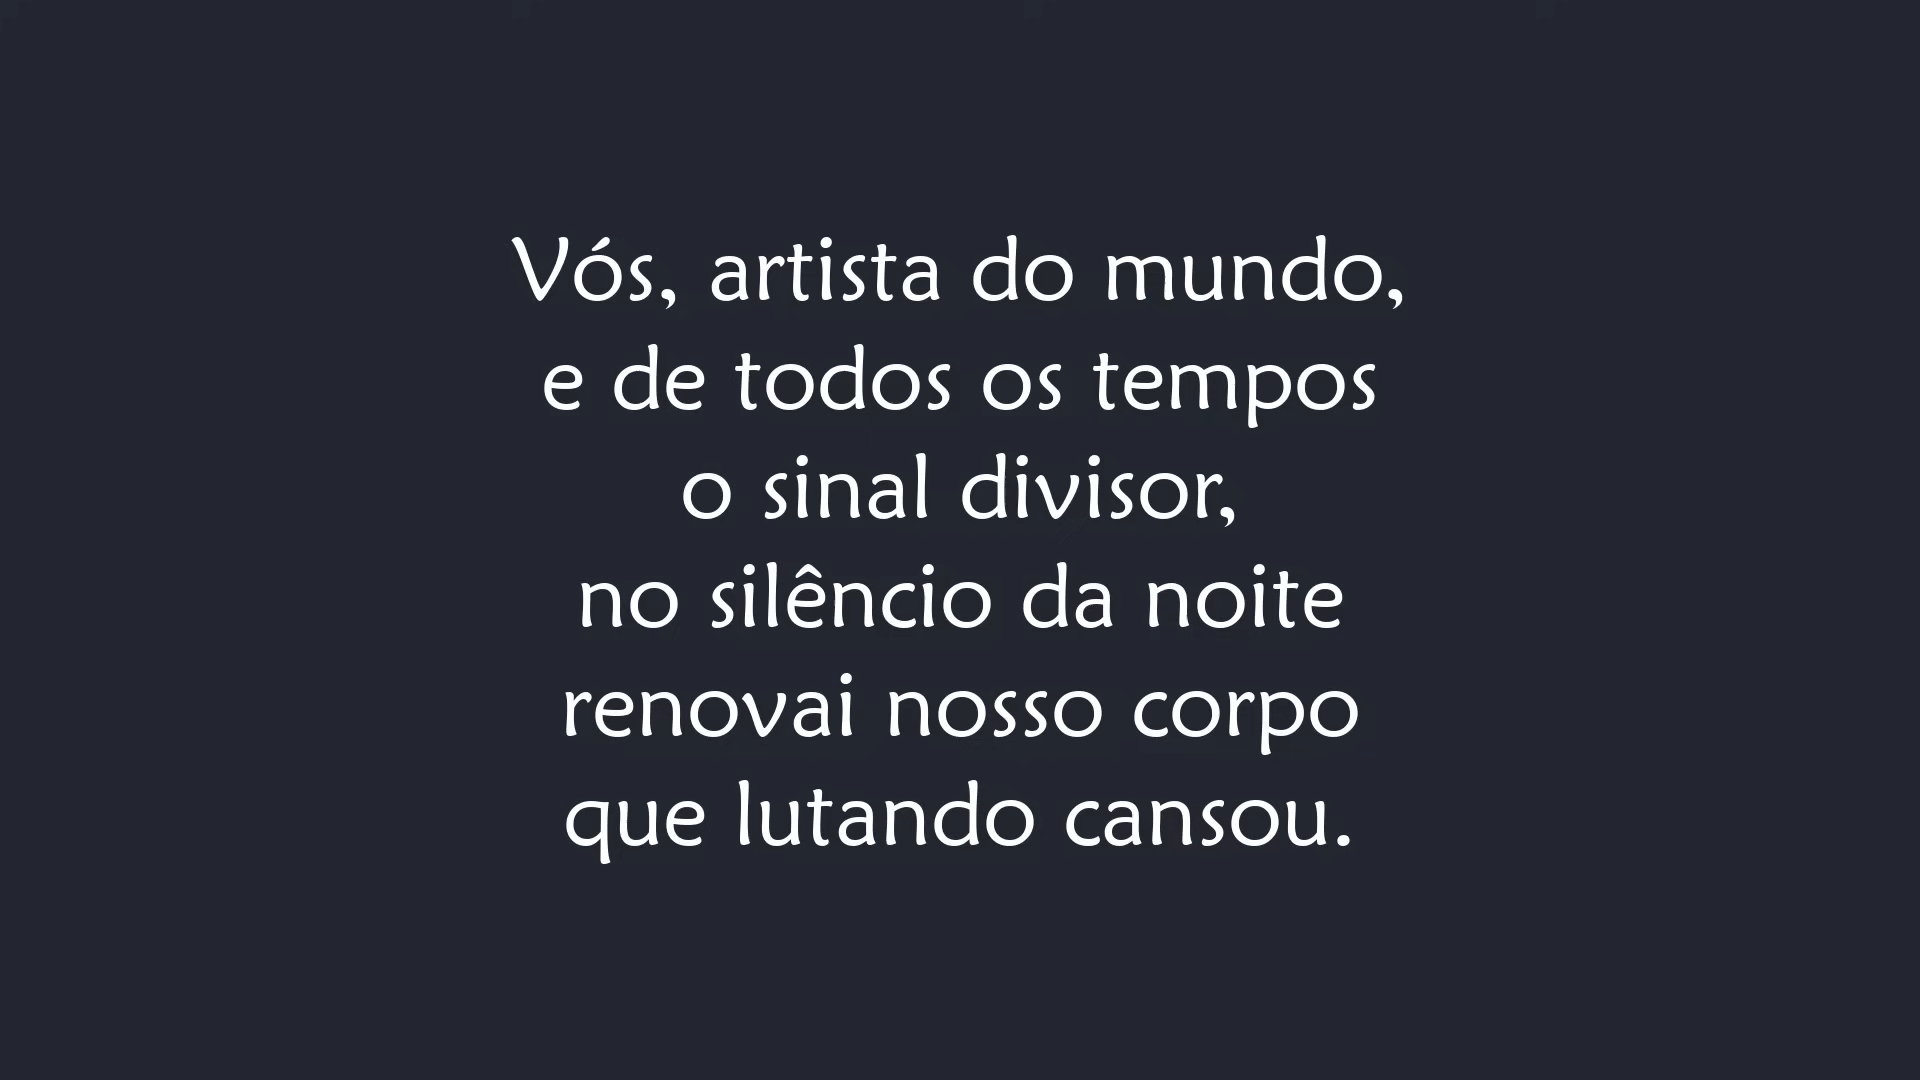 Vós, artista do mundo,
e de todos os tempos
o sinal divisor,
no silêncio da noite
renovai nosso corpo
que lutando cansou.